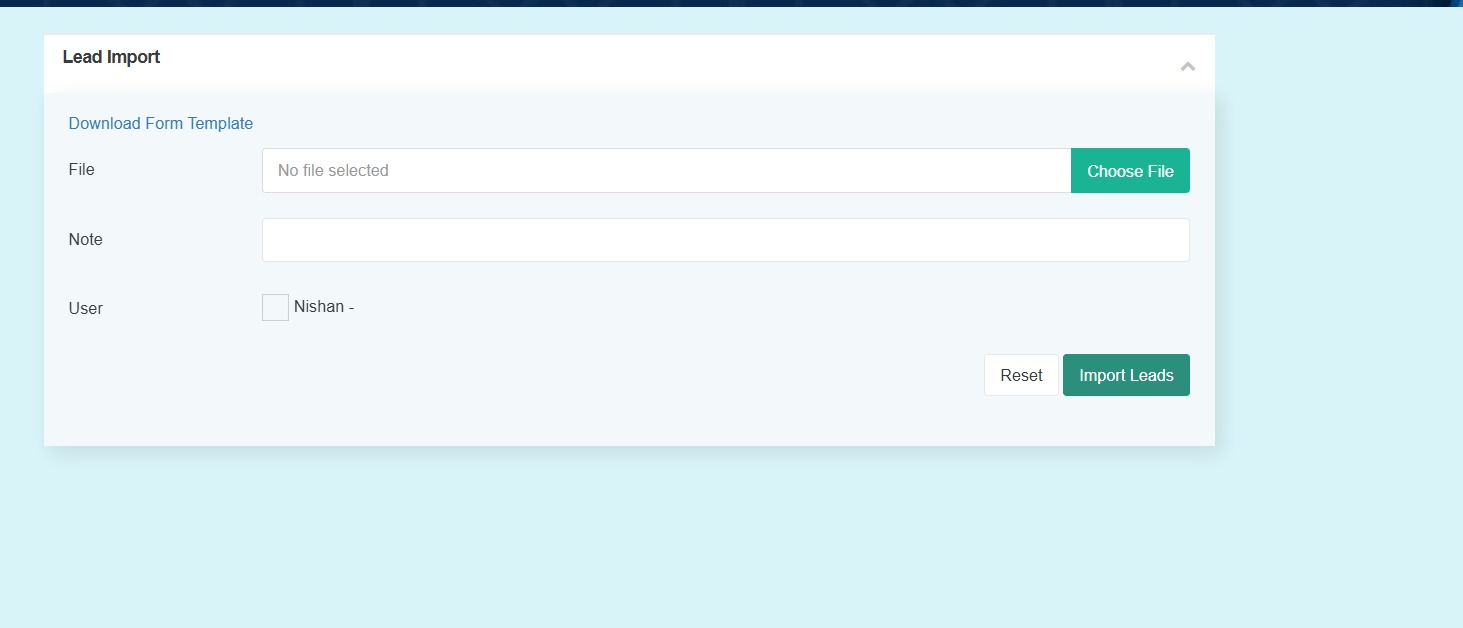 Lead Import
Download Form Template
File
No file selected
Choose File
Note
User
Nishan -
Reset
Import Leads